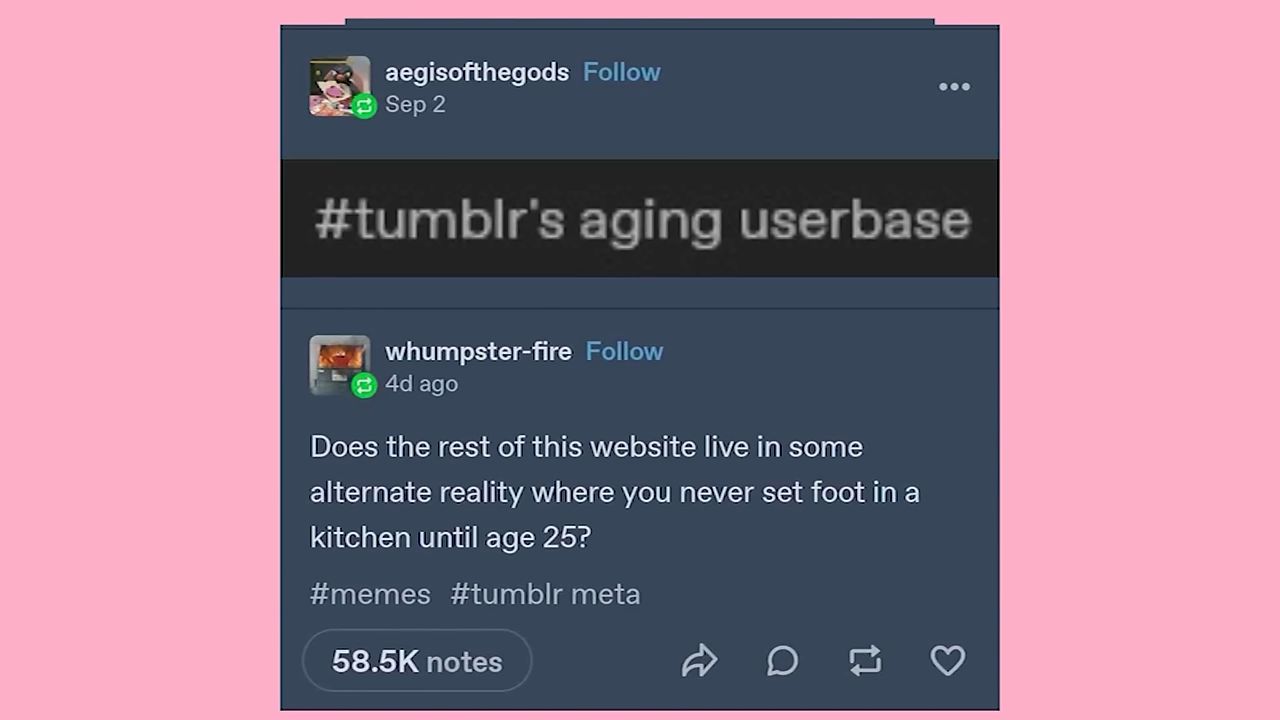 aegisofthegods Follow
Sep 2
#tumblr's aging userbase
whumpster-fire Follow
4d ago
Does the rest of this website live in some
alternate reality where you never set foot in a
kitchen until age 25?
#memes #tumblr meta
58.5K notes